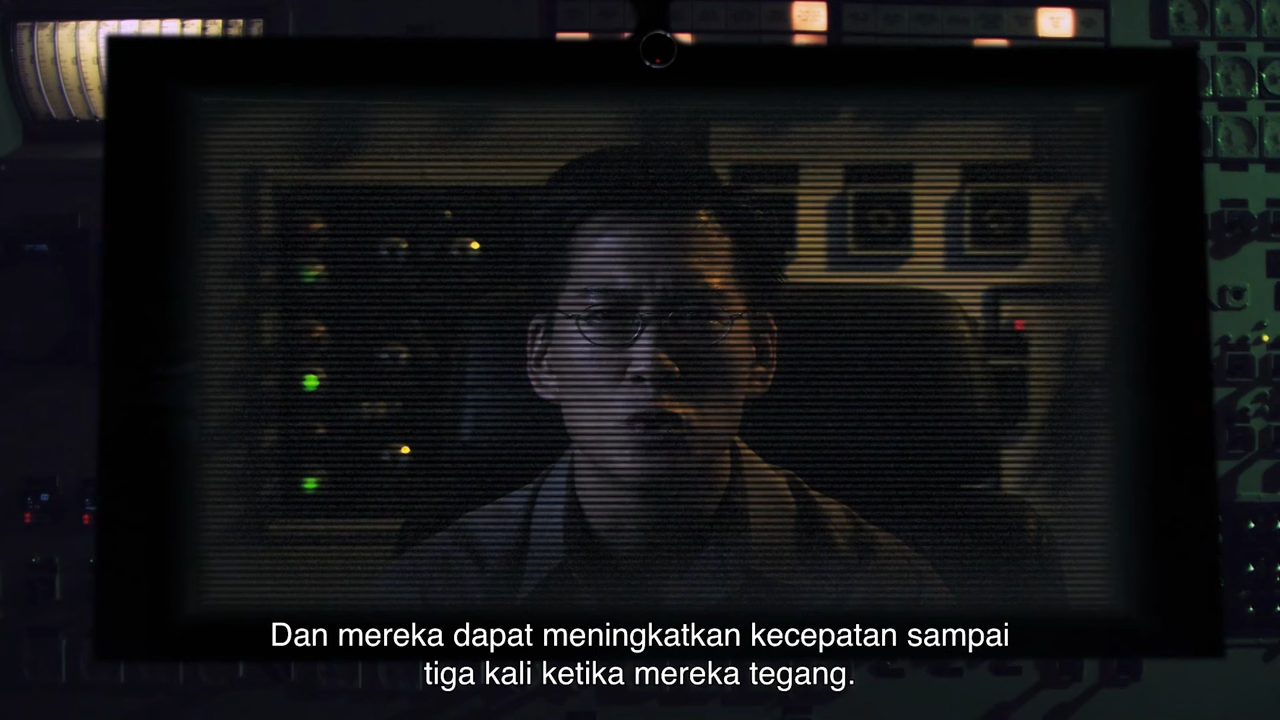 Dan mereka dapat meningkatkan kecepatan sampai
tiga kali ketika mereka tegang.